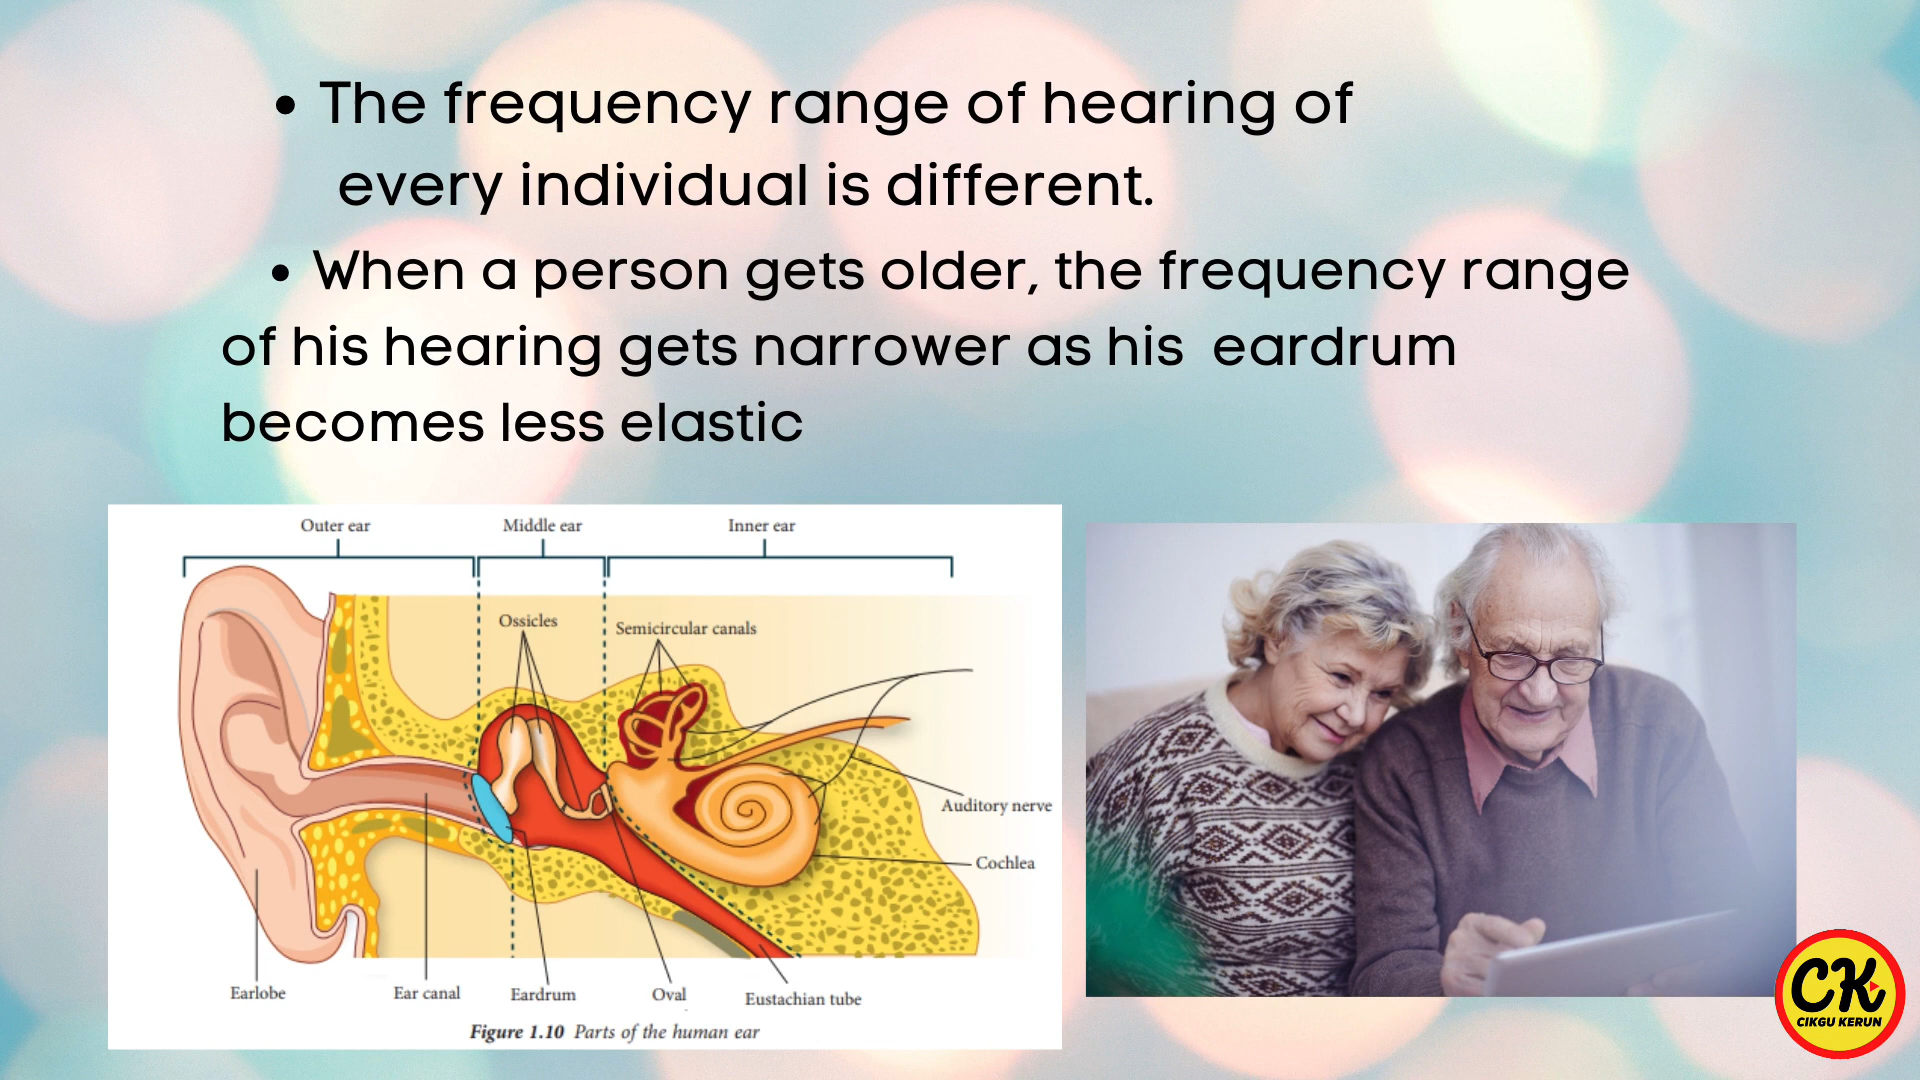 • The frequency range of hearing of
every individual is different.
• When a person gets older, the frequency range
of his hearing gets narrower as his eardrum
becomes less elastic
Outer ear
Middle ear
Inner ear
Ossicles
Semicircular canals
Auditory nerve
Cochlea
Earlobe
Ear canal
Eardrum
Oval
Eustachian tube
Figure 1.10 Parts of the human ear
CK
CIKGU KERUN